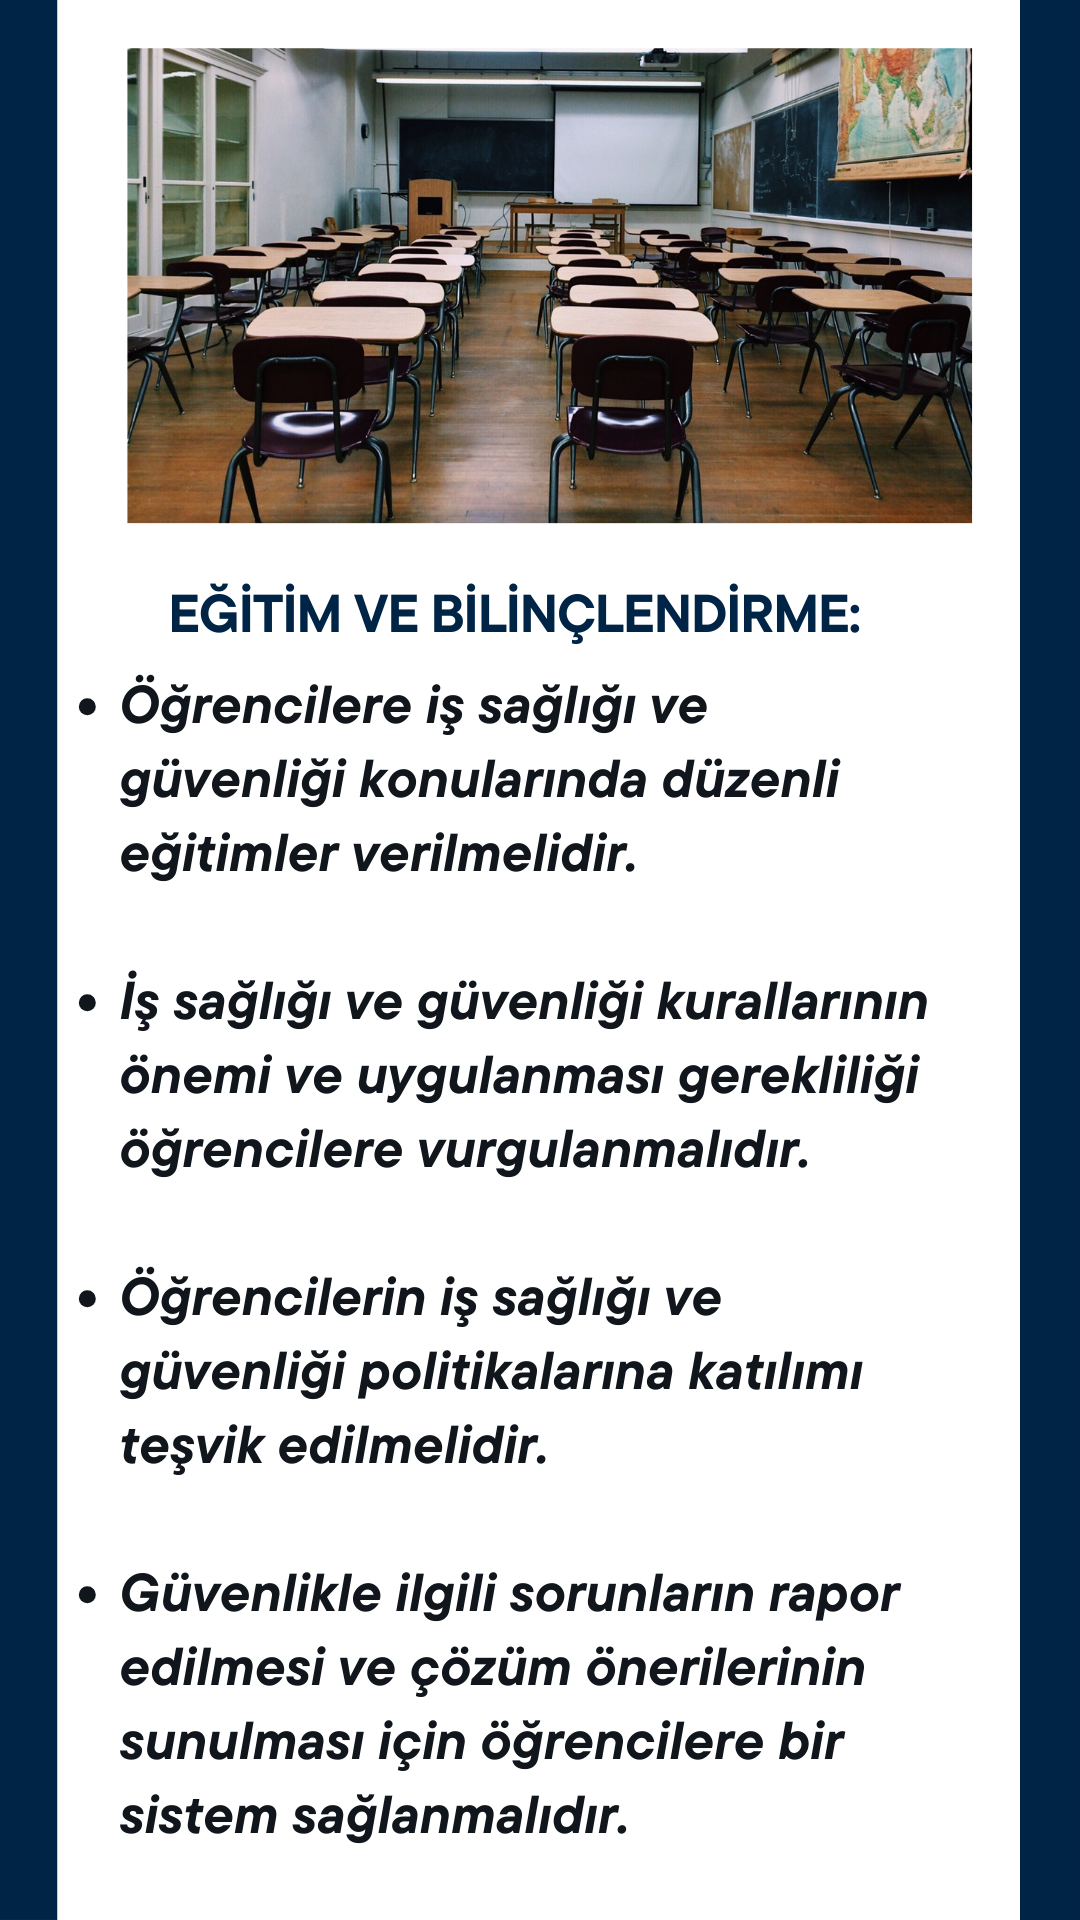 EĞİTİM VE BİLİNÇLENDİRME:
• Öğrencilere iş sağlığı ve
güvenliği konularında düzenli
eğitimler verilmelidir.
• İş sağlığı ve güvenliği kurallarının
önemi ve uygulanması gerekliliği
öğrencilere vurgulanmalıdır.
• Öğrencilerin iş sağlığı ve
güvenliği politikalarına katılımı
teşvik edilmelidir.
• Güvenlikle ilgili sorunların rapor
edilmesi ve çözüm önerilerinin
sunulması için öğrencilere bir
sistem sağlanmalıdır.